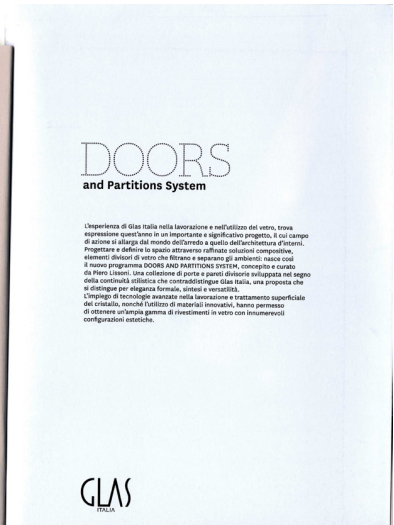 DOORS
and Partitions System
L'esperienza di Glas Italia nella lavorazione e nell'utilizzo del vetro, trova
espressione quest'anno in un importante e significativo progetto, il cui campo
di azione si allarga dal mondo dell'arredo a quello dell'architettura d'interni.
Progettare e definire lo spazio attraverso raffinate soluzioni compositive,
elementi divisori di vetro che filtrano e separano gli ambienti: nasce così
il nuovo programma DOORS AND PARTITIONS SYSTEM, concepito e curato
da Piero Lissoni. Una collezione di porte e pareti divisorie sviluppata nel segno
della continuità stilistica che contraddistingue Glas Italia, una proposta che
si distingue per eleganza formale, sintesi e versatilità.
L'impiego di tecnologie avanzate nella lavorazione e trattamento superficiale
del cristallo, nonché l'utilizzo di materiali innovativi, hanno permesso
di ottenere un'ampia gamma di rivestimenti in vetro con innumerevoli
configurazioni estetiche.
GLAS
ITALIA